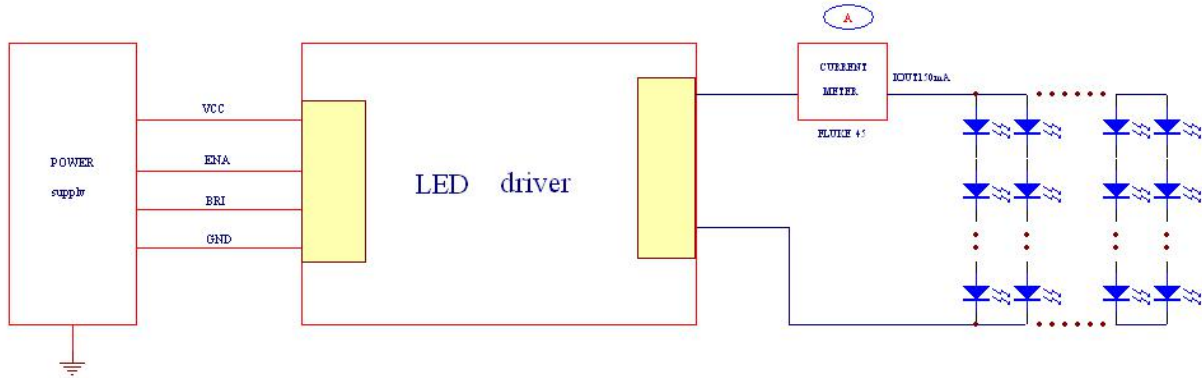 A
CURRENT
METER
IOUT150mA
FLUKE 45
VCC
ENA
BRI
GND
POWER
supply
LED driver